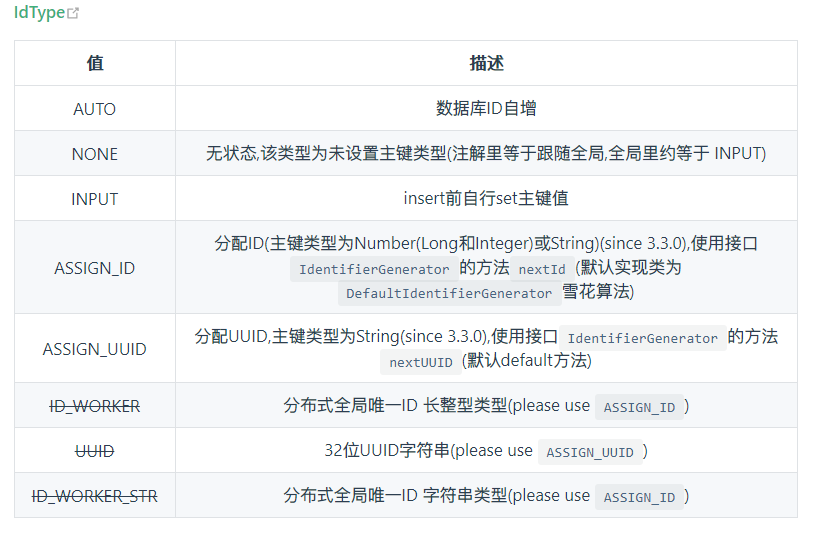 IdType
值 描述
AUTO 数据库ID自增
NONE 无状态,该类型为未设置主键类型(注解里等于跟随全局,全局里约等于 INPUT)
INPUT insert前自行set主键值
分配ID(主键类型为Number(Long和Integer)或String)(since 3.3.0),使用接口
ASSIGN_ID IdentifierGenerator 的方法 nextId (默认实现类为
DefaultIdentifierGenerator 雪花算法)
ASSIGN_UUID 分配UUID,主键类型为String(since 3.3.0),使用接口 IdentifierGenerator 的方法
nextUUID (默认default方法)
ID_WORKER 分布式全局唯一ID 长整型类型(please use ASSIGN_ID )
UUID 32位UUID字符串(please use ASSIGN_UUID )
ID_WORKER_STR 分布式全局唯一ID 字符串类型(please use ASSIGN_ID )